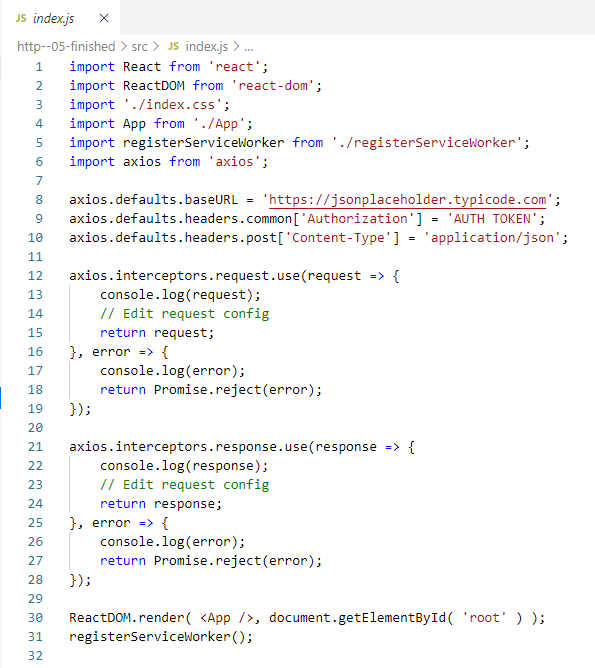 JS index.js ×
http--05-finished > src > JS index.js > ...
1 import React from 'react';
2 import ReactDOM from 'react-dom';
3 import './index.css';
4 import App from './App';
5 import registerServiceWorker from './registerServiceWorker';
6 import axios from 'axios';
7
8 axios.defaults.baseURL = 'https://jsonplaceholder.typicode.com';
9 axios.defaults.headers.common['Authorization'] = 'AUTH TOKEN';
10 axios.defaults.headers.post['Content-Type'] = 'application/json';
11
12 axios.interceptors.request.use(request => {
13     console.log(request);
14     // Edit request config
15     return request;
16 }, error => {
17     console.log(error);
18     return Promise.reject(error);
19 });
20
21 axios.interceptors.response.use(response => {
22     console.log(response);
23     // Edit request config
24     return response;
25 }, error => {
26     console.log(error);
27     return Promise.reject(error);
28 });
29
30 ReactDOM.render( <App />, document.getElementById( 'root' ) );
31 registerServiceWorker();
32